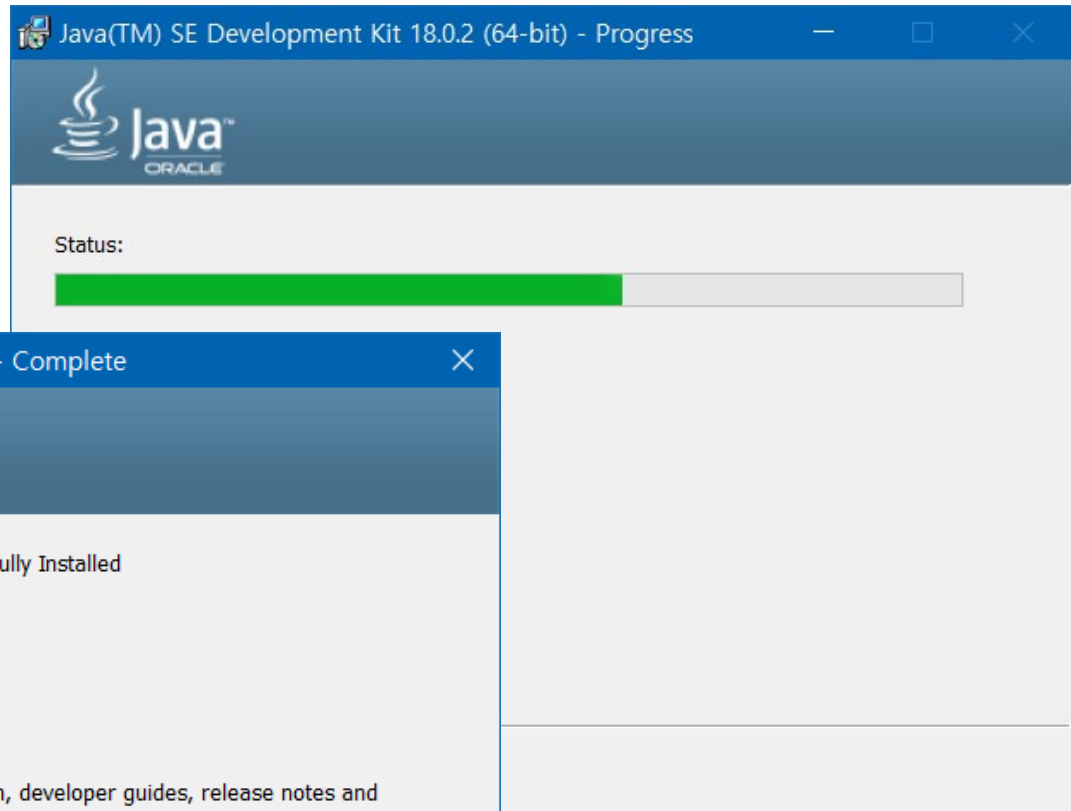 Java(TM) SE Development Kit 18.0.2 (64-bit) - Progress
Java™
ORACLE
Status:
- Complete
ully Installed
, developer guides, release notes and